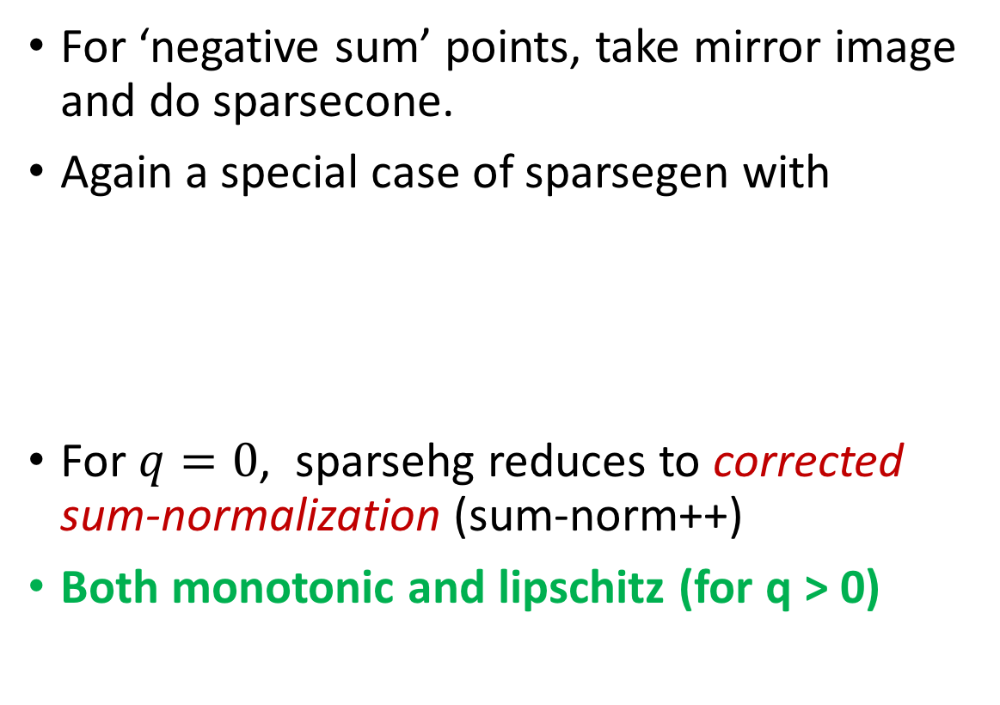 • For ‘negative sum’ points, take mirror image
and do sparsecone.
• Again a special case of sparsegen with
• For q = 0, sparsehg reduces to corrected
sum-normalization (sum-norm++)
• Both monotonic and lipschitz (for q > 0)